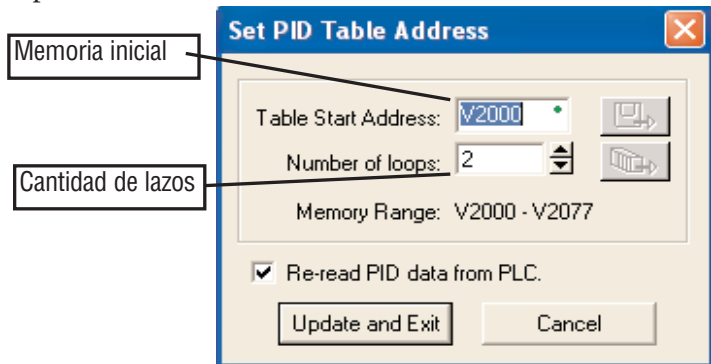 Set PID Table Address
Memoria inicial
Table Start Address: V2000
Number of loops: 2
Cantidad de lazos
Memory Range: V2000 - V2077
Re-read PID data from PLC.
Update and Exit
Cancel